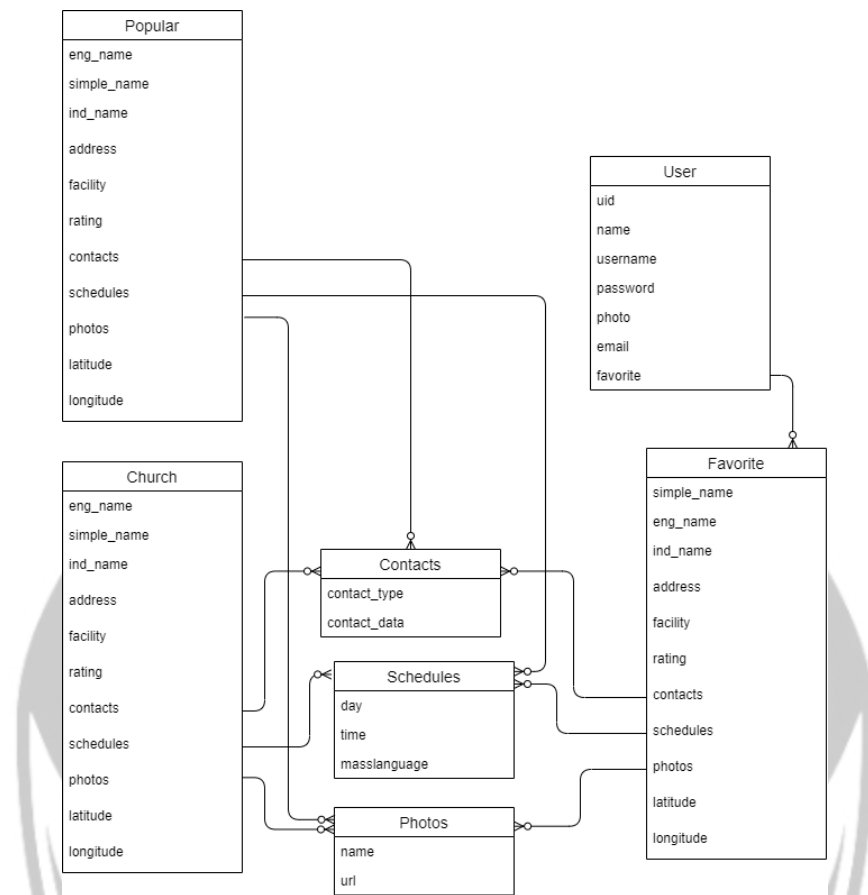 Popular
eng_name
simple_name
ind_name
address
facility
rating
contacts
schedules
photos
latitude
longitude
User
uid
name
username
password
photo
email
favorite
Church
eng_name
simple_name
ind_name
address
facility
rating
contacts
schedules
photos
latitude
longitude
Contacts
contact_type
contact_data
Schedules
day
time
masslanguage
Photos
name
url
Favorite
simple_name
eng_name
ind_name
address
facility
rating
contacts
schedules
photos
latitude
longitude